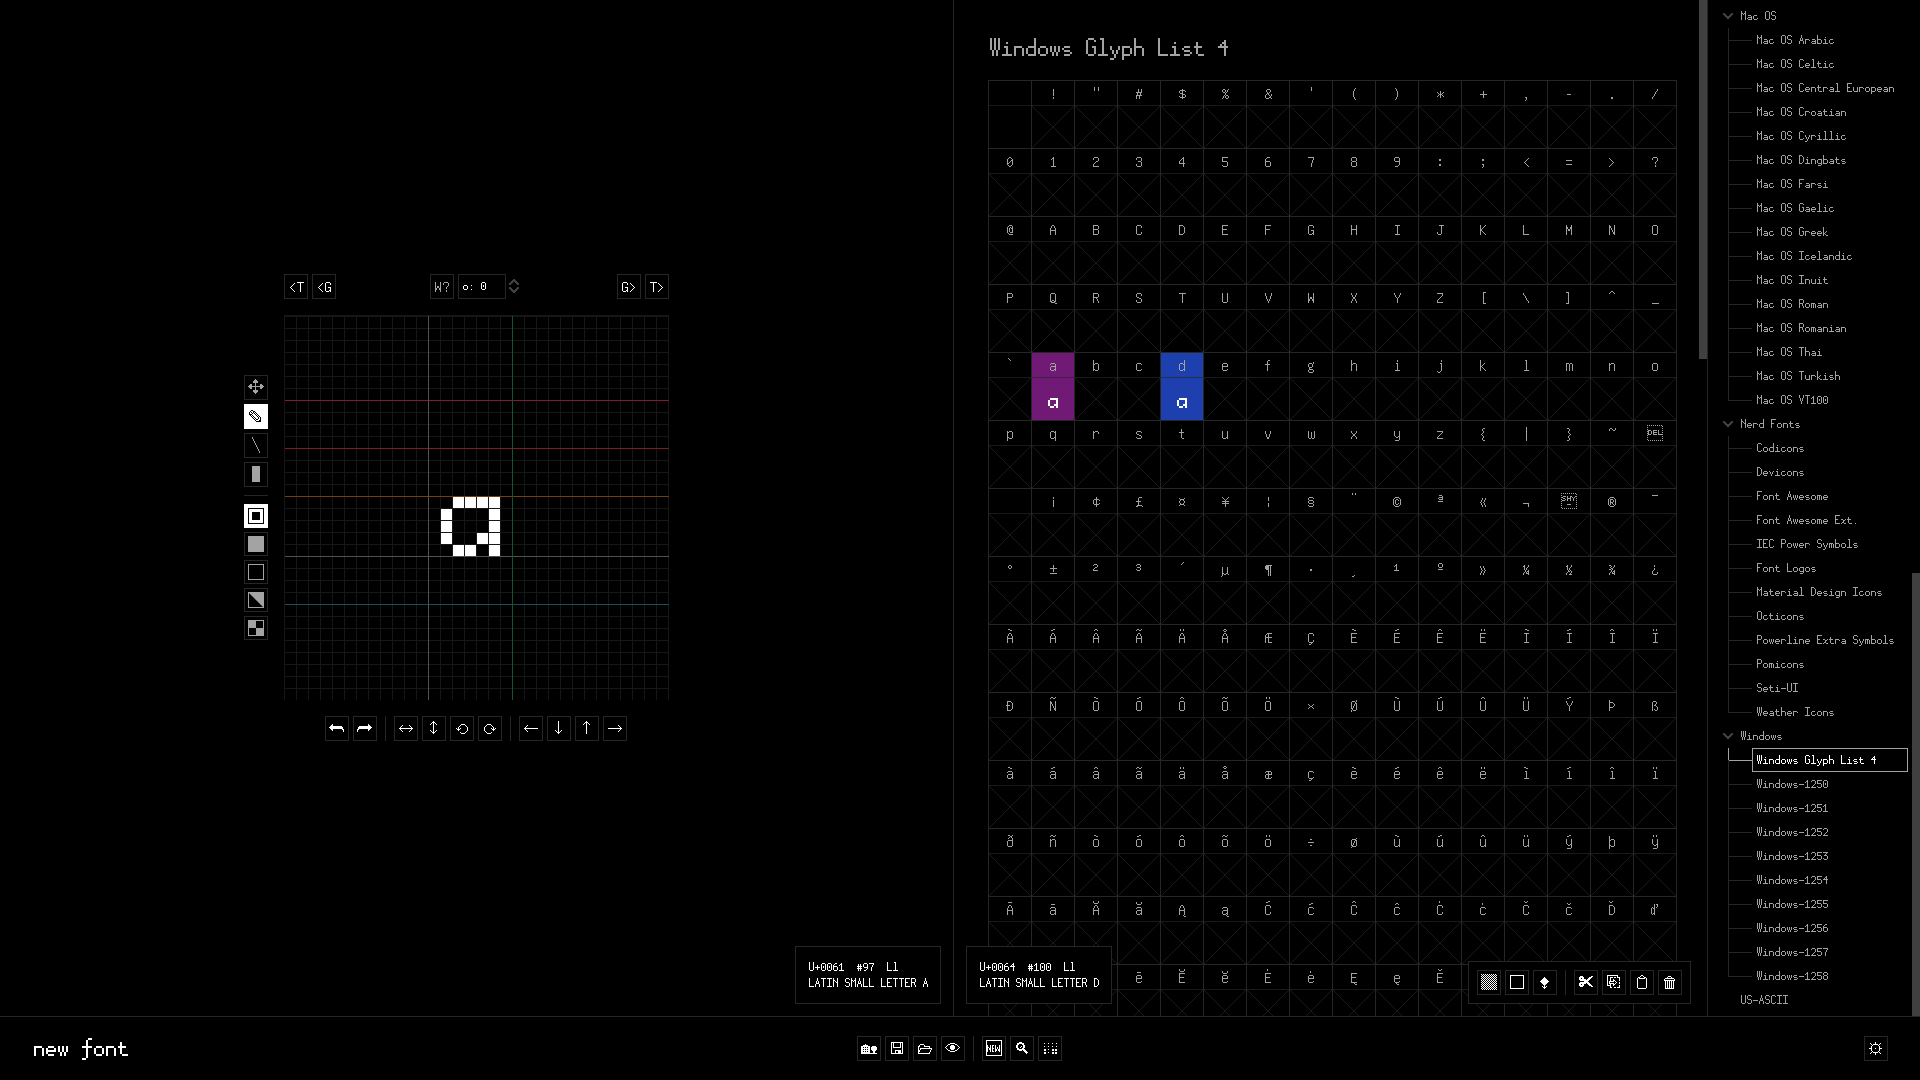 Windows Glyph List 4
! " # $ % & ' ( ) * + , - . /
0 1 2 3 4 5 6 7 8 9 : ; < = > ?
@ A B C D E F G H I J K L M N O
P Q R S T U V W X Y Z [ \ ] ^ _
` a b c d e f g h i j k l m n o
a a
p q r s t u v w x y z { | } ~ DEL
¡ ¢ £ ¤ ¥ ¦ § ¨ © ª « ¬ SHY ® ¯
° ± ² ³ ´ µ ¶ · ¸ ¹ º » ¼ ½ ¾ ¿
À Á Â Ã Ä Å Æ Ç È É Ê Ë Ì Í Î Ï
Ð Ñ Ò Ó Ô Õ Ö × Ø Ù Ú Û Ü Ý Þ ß
à á â ã ä å æ ç è é ê ë ì í î ï
ð ñ ò ó ô õ ö ÷ ø ù ú û ü ý þ ÿ
Ā ā Ă ă Ą ą Ć ć Ĉ ĉ Ċ ċ Č č Ď ď
ē Ĕ ĕ Ė ė Ę ę Ě
<T <G W? o: 0 G> T>
U+0061 #97 Ll
LATIN SMALL LETTER A
U+0064 #100 Ll
LATIN SMALL LETTER D
Mac OS
Mac OS Arabic
Mac OS Celtic
Mac OS Central European
Mac OS Croatian
Mac OS Cyrillic
Mac OS Dingbats
Mac OS Farsi
Mac OS Gaelic
Mac OS Greek
Mac OS Icelandic
Mac OS Inuit
Mac OS Roman
Mac OS Romanian
Mac OS Thai
Mac OS Turkish
Mac OS VT100
Nerd Fonts
Codicons
Devicons
Font Awesome
Font Awesome Ext.
IEC Power Symbols
Font Logos
Material Design Icons
Octicons
Powerline Extra Symbols
Pomicons
Seti-UI
Weather Icons
Windows
Windows Glyph List 4
Windows-1250
Windows-1251
Windows-1252
Windows-1253
Windows-1254
Windows-1255
Windows-1256
Windows-1257
Windows-1258
US-ASCII
new font
NEW